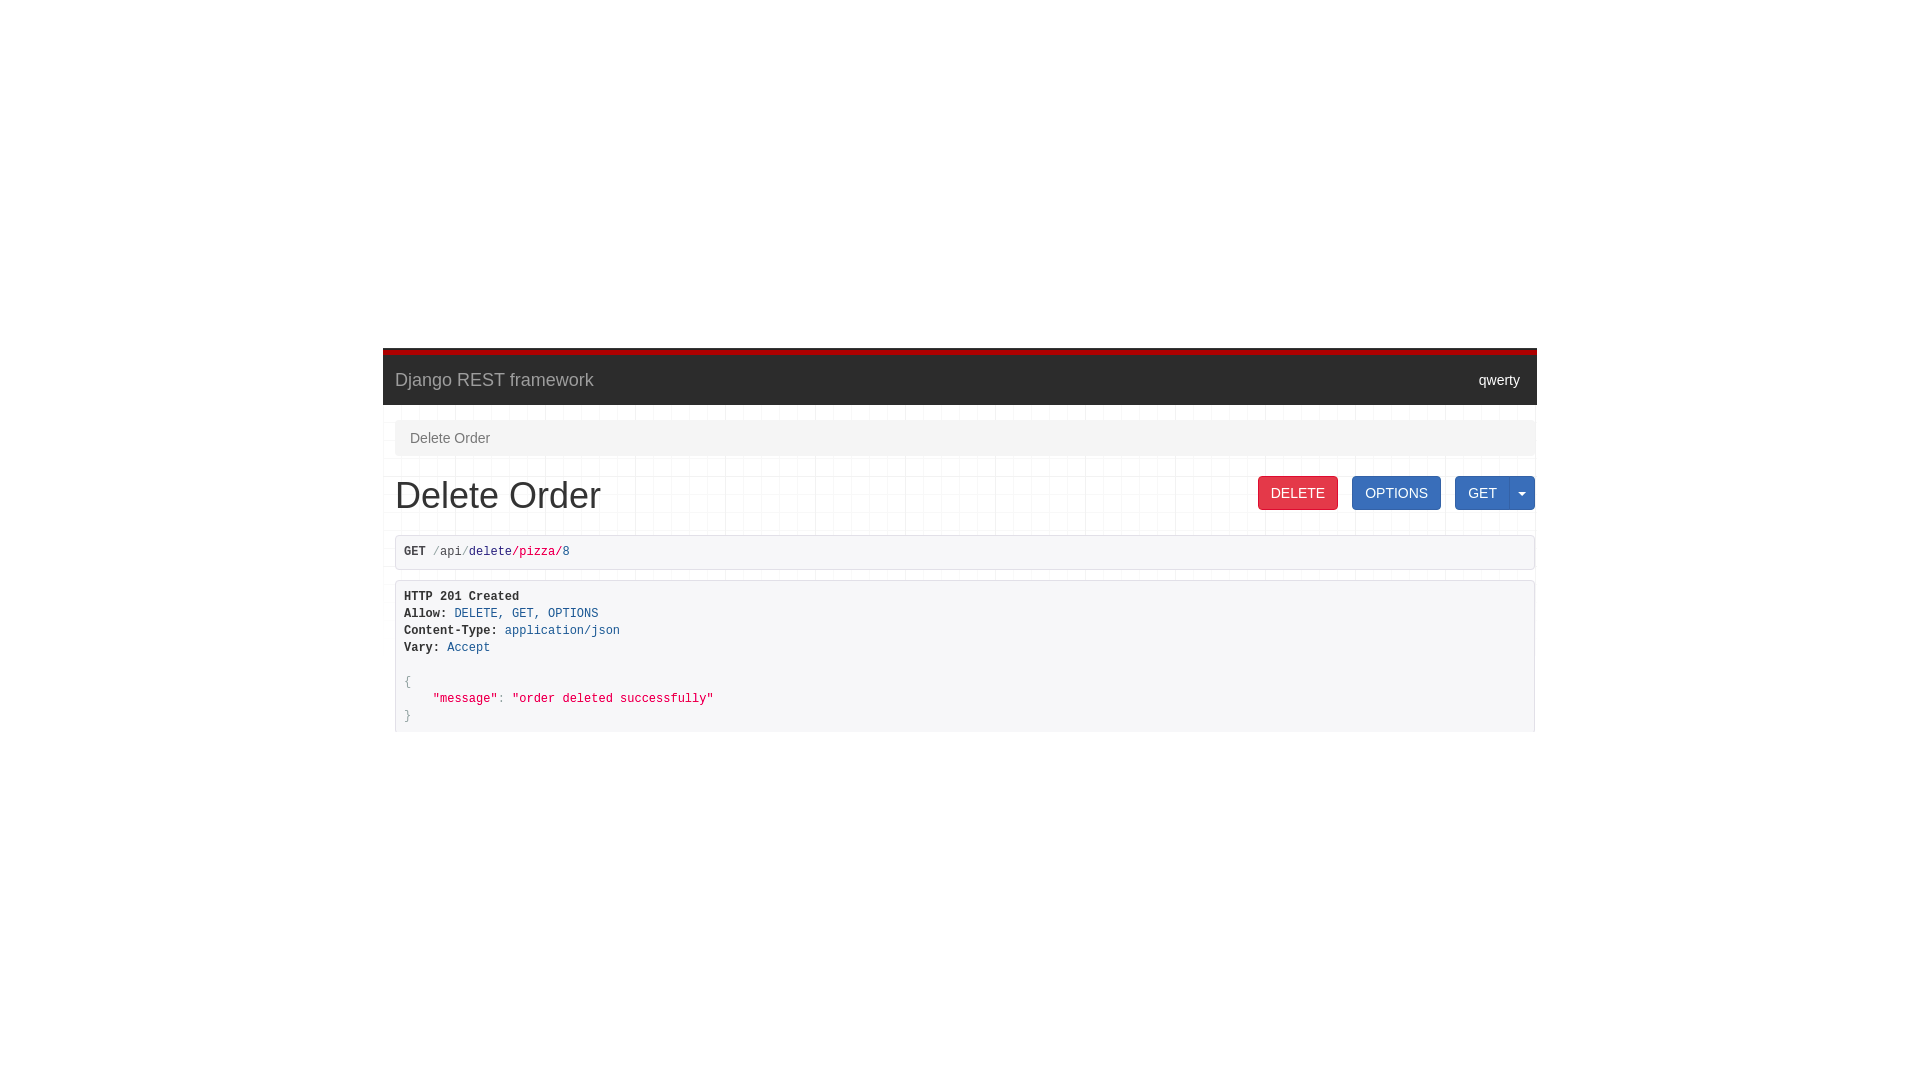 Django REST framework
qwerty
Delete Order
Delete Order
DELETE
OPTIONS
GET
GET /api/delete/pizza/8
HTTP 201 Created
Allow: DELETE, GET, OPTIONS
Content-Type: application/json
Vary: Accept
{
"message": "order deleted successfully"
}